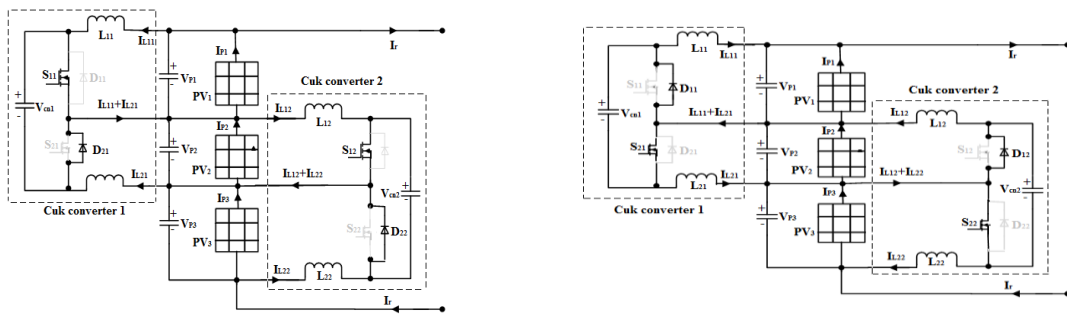 L11
IL11
Ir
IP1
S11
D11
VP1
PV1
Cuk converter 2
+
Vcn1
-
IL11+IL21
IL12
L12
S21
D21
IP2
VP2
PV2
S12
IL21
L21
IL12+IL22
Vcn2
Cuk converter 1
IP3
VP3
PV3
S22
D22
IL22
L22
Ir
L11
IL11
Ir
IP1
S11
D11
VP1
PV1
Cuk converter 2
+
Vcn1
-
IL11+IL21
IL12
L12
S21
D21
IP2
VP2
PV2
S12
D12
L21
IL21
IL12+IL22
Vcn2
Cuk converter 1
IP3
VP3
PV3
S22
D22
IL22
L22
Ir